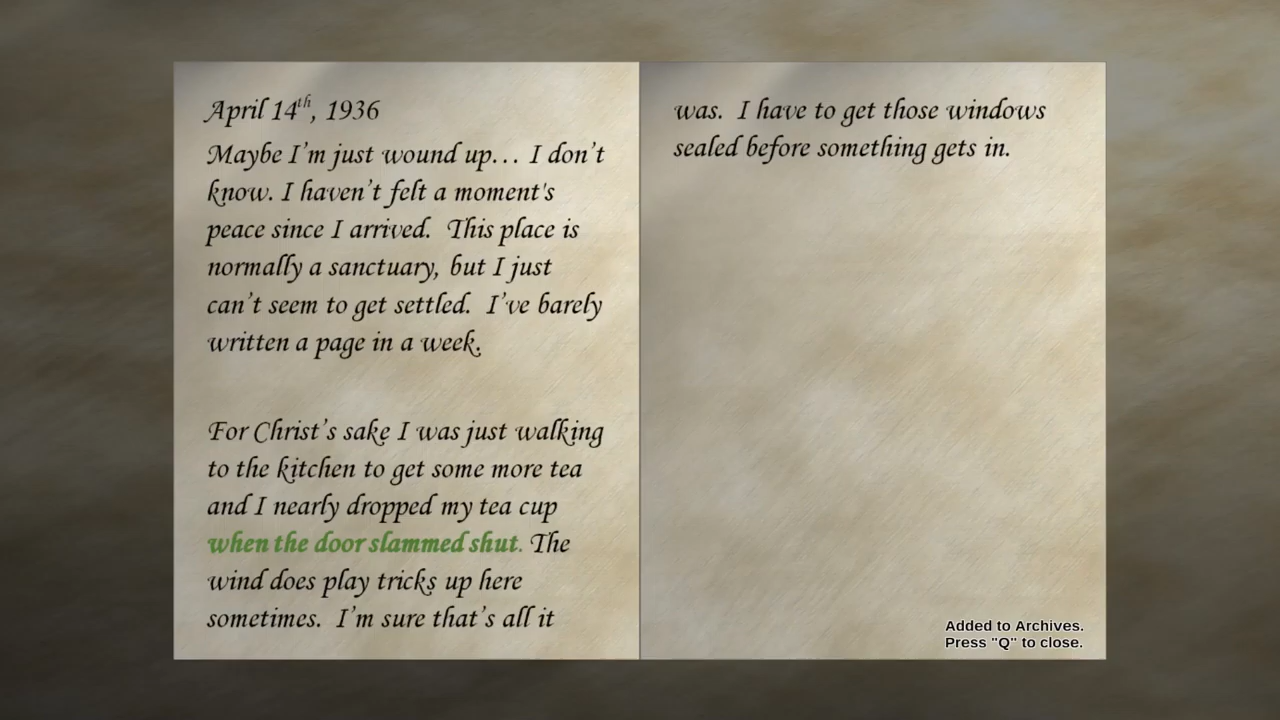 April 14th, 1936
Maybe I'm just wound up... I don't
know. I haven't felt a moment's
peace since I arrived.  This place is
normally a sanctuary, but I just
can't seem to get settled.  I've barely
written a page in a week.
For Christ's sake I was just walking
to the kitchen to get some more tea
and I nearly dropped my tea cup
when the door slammed shut. The
wind does play tricks up here
sometimes.  I'm sure that's all it
was.  I have to get those windows
sealed before something gets in.
Added to Archives.
Press "Q" to close.